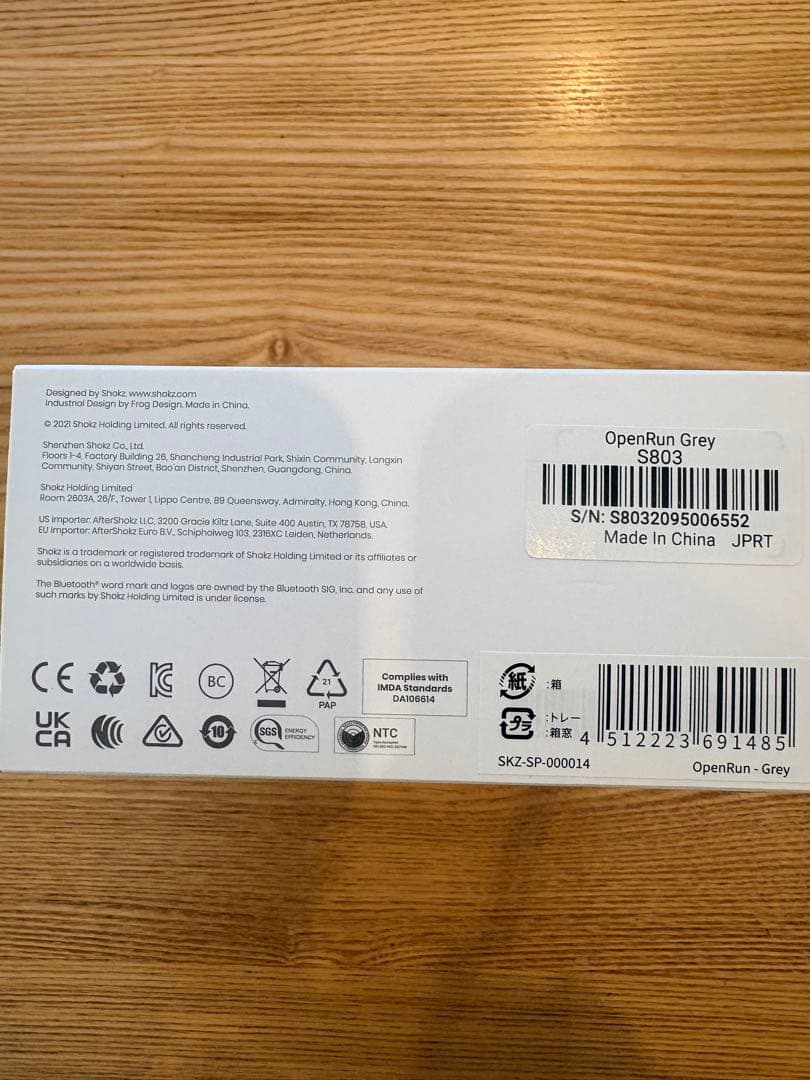 Designed by Shokz. www.shokz.com
Industrial Design by Frog Design. Made in China.
© 2021 Shokz Holding Limited. All rights reserved.
Shenzhen Shokz Co., Ltd.
Floors 1-4, Factory Building 26, Shancheng Industrial Park, Shixin Community, Langxin
Community, Shiyan Street, Bao'an District, Shenzhen, Guangdong, China.
Shokz Holding Limited
Room 2603A, 26/F., Tower 1, Lippo Centre, 89 Queensway, Admiralty, Hong Kong, China.
US Importer: AfterShokz LLC, 3200 Gracie Kiltz Lane, Suite 400 Austin, TX 78758, USA.
EU Importer: AfterShokz Euro B.V., Schipholweg 103, 2316XC Leiden, Netherlands.
Shokz is a trademark or registered trademark of Shokz Holding Limited or its affiliates or
subsidiaries on a worldwide basis.
The Bluetooth® word mark and logos are owned by the Bluetooth SIG, Inc. and any use of
such marks by Shokz Holding Limited is under license.
OpenRun Grey
S803
S/N: S8032095006552
Made In China JPRT
CE
BC
21
PAP
Complies with
IMDA Standards
DA106614
UK
CA
10
SGS ENERGY
EFFICIENCY
NTC
紙 :箱
プラ :トレー
:箱窓
4 512223 691485
SKZ-SP-000014
OpenRun - Grey